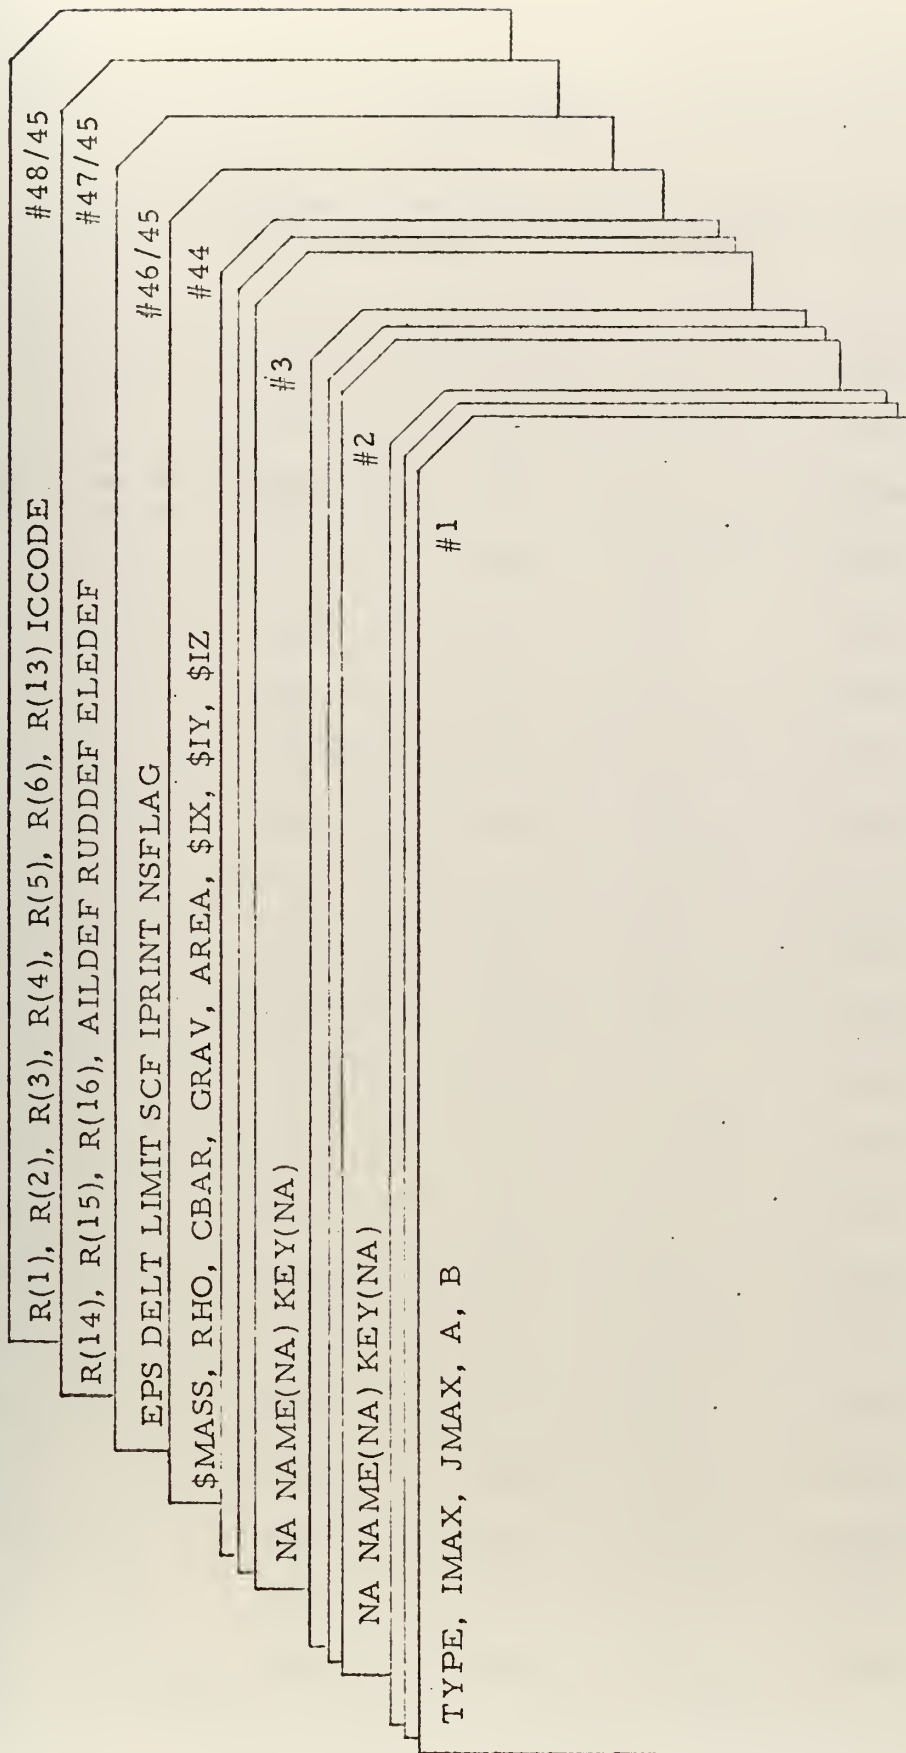 R(1), R(2), R(3), R(4), R(5), R(6), R(13) ICCODE #48/45
R(14), R(15), R(16), AILDEF RUDDEF ELEDEF #47/45
EPS DELT LIMIT SCF IPRINT NSFLAG #46/45
$MASS, RHO, CBAR, GRAV, AREA, $IX, $IY, $IZ #44
NA NAME(NA) KEY(NA) #3
NA NAME(NA) KEY(NA) #2
TYPE, IMAX, JMAX, A, B #1